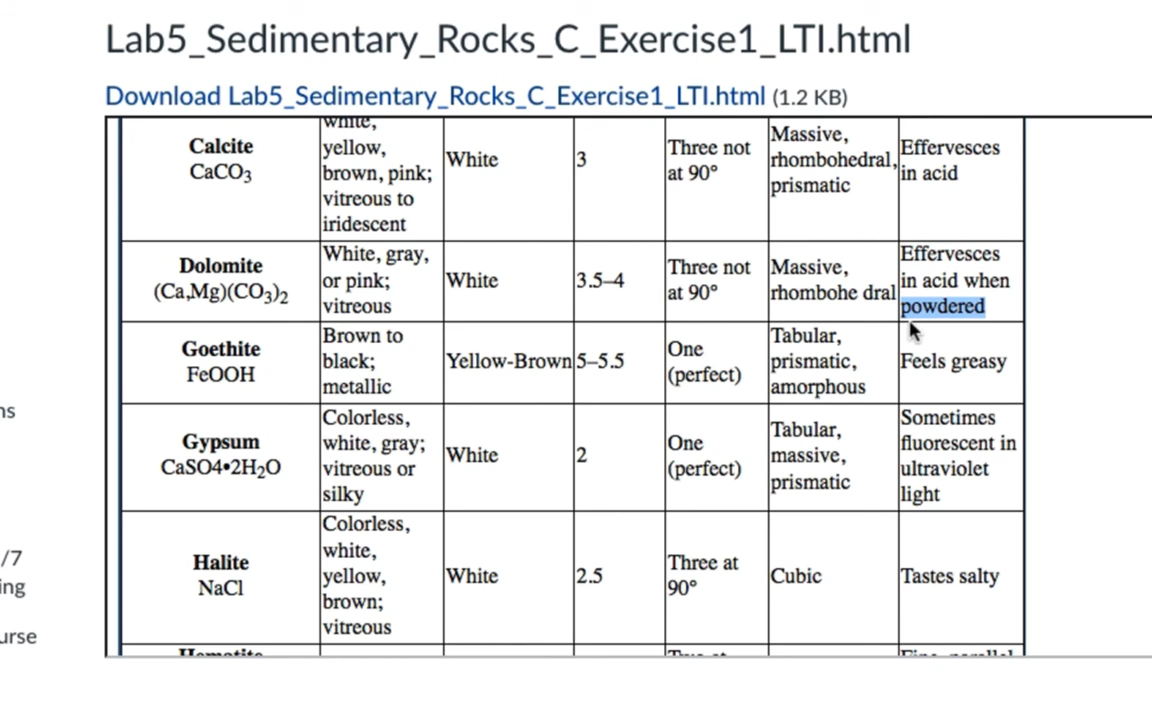 Lab5_Sedimentary_Rocks_C_Exercise1_LTI.html
Download Lab5_Sedimentary_Rocks_C_Exercise1_LTI.html (1.2 KB)
Calcite
CaCO3
white,
yellow,
brown, pink;
vitreous to
iridescent
White
3
Three not
at 90°
Massive,
rhombohedral,
prismatic
Effervesces
in acid
Dolomite
(Ca,Mg)(CO3)2
White, gray,
or pink;
vitreous
White
3.5–4
Three not
at 90°
Massive,
rhombohe dral
Effervesces
in acid when
powdered
Goethite
FeOOH
Brown to
black;
metallic
Yellow-Brown
5–5.5
One
(perfect)
Tabular,
prismatic,
amorphous
Feels greasy
Gypsum
CaSO4•2H2O
Colorless,
white, gray;
vitreous or
silky
White
2
One
(perfect)
Tabular,
massive,
prismatic
Sometimes
fluorescent in
ultraviolet
light
Halite
NaCl
Colorless,
white,
yellow,
brown;
vitreous
White
2.5
Three at
90°
Cubic
Tastes salty
ns
/7
ing
urse